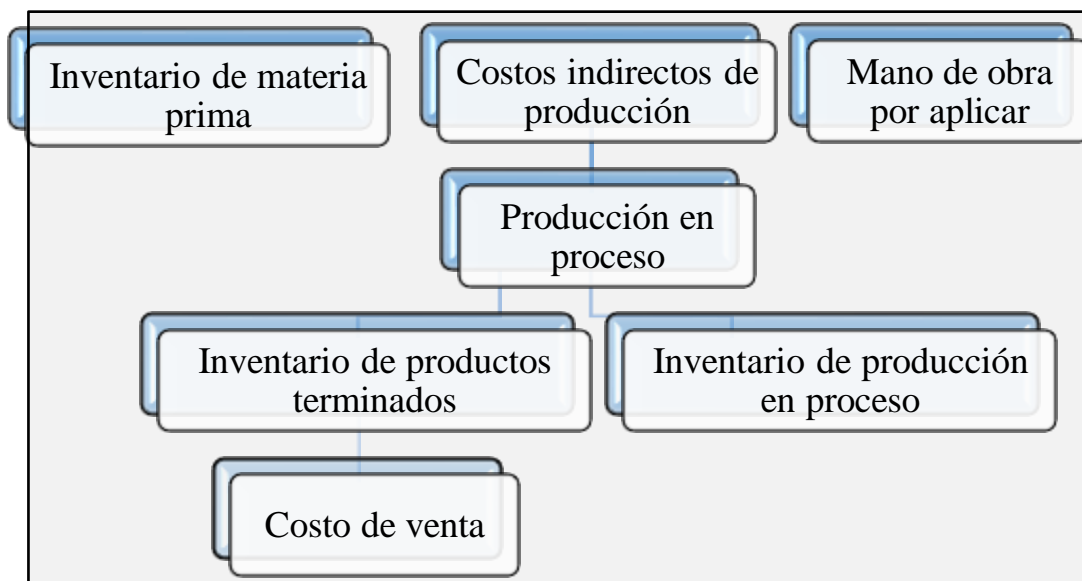 Inventario de materia
prima
Costos indirectos de
producción
Mano de obra
por aplicar
Producción en
proceso
Inventario de productos
terminados
Inventario de producción
en proceso
Costo de venta